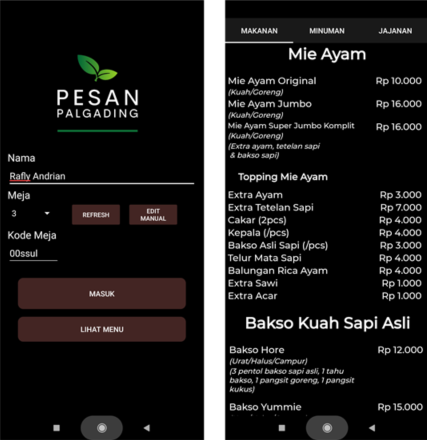 PESAN
PALGADING
Nama
Rafly Andrian
Meja
3
REFRESH
EDIT
MANUAL
Kode Meja
00ssul
MASUK
LIHAT MENU
MAKANAN
MINUMAN
JAJANAN
Mie Ayam
Mie Ayam Original Rp 10.000
(Kuah/Goreng)
Mie Ayam Jumbo Rp 16.000
(Kuah/Goreng)
Mie Ayam Super Jumbo Komplit Rp 16.000
(Kuah/Goreng)
(Extra ayam, tetelan sapi
& bakso sapi)
Topping Mie Ayam
Extra Ayam Rp 3.000
Extra Tetelan Sapi Rp 7.000
Cakar (2pcs) Rp 4.000
Kepala (/pcs) Rp 4.000
Bakso Asli Sapi (/pcs) Rp 3.000
Telur Mata Sapi Rp 4.000
Balungan Rica Ayam Rp 4.000
Extra Sawi Rp 1.000
Extra Acar Rp 1.000
Bakso Kuah Sapi Asli
Bakso Hore Rp 12.000
(Urat/Halus/Campur)
(3 pentol bakso sapi asli, 1 tahu
bakso, 1 pangsit goreng, 1 pangsit
kukus)
Bakso Yummie Rp 15.000